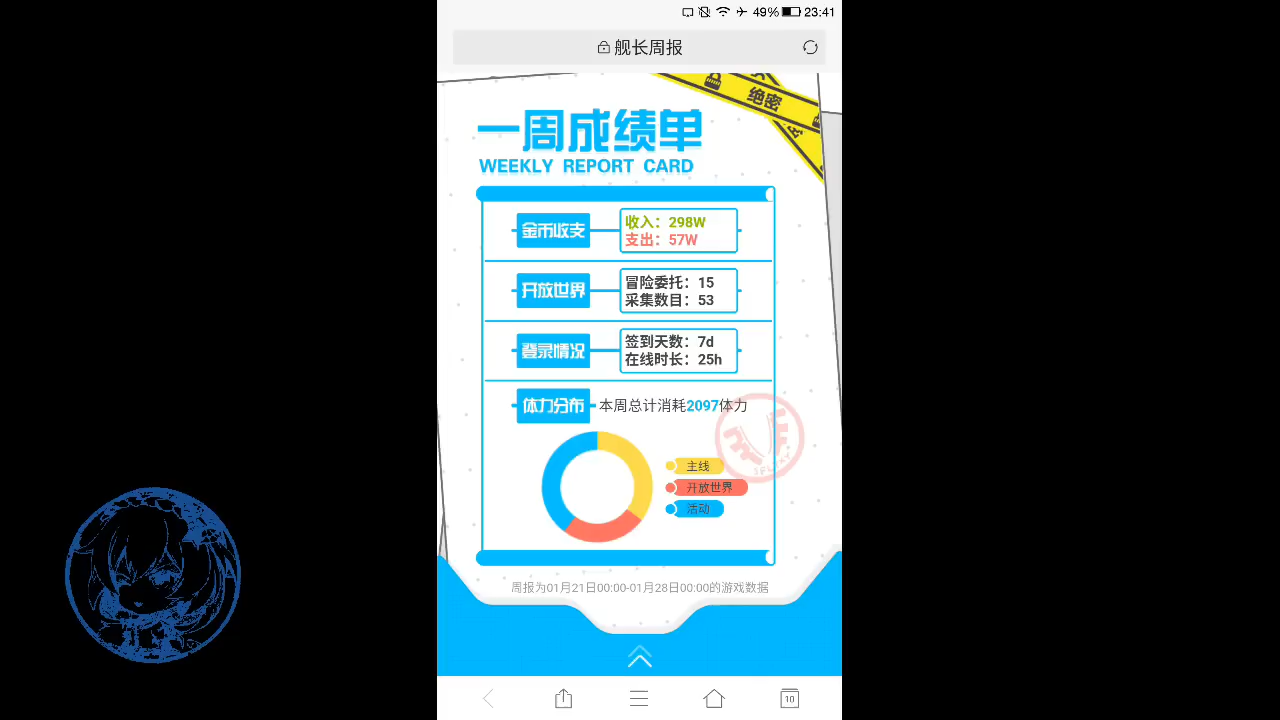 49% 23:41
舰长周报
绝密
一周成绩单
WEEKLY REPORT CARD
金币收支
收入：298W
支出：57W
开放世界
冒险委托：15
采集数目：53
登录情况
签到天数：7d
在线时长：25h
体力分布
本周总计消耗2097体力
主线
开放世界
活动
周报为01月21日00:00-01月28日00:00的游戏数据
10